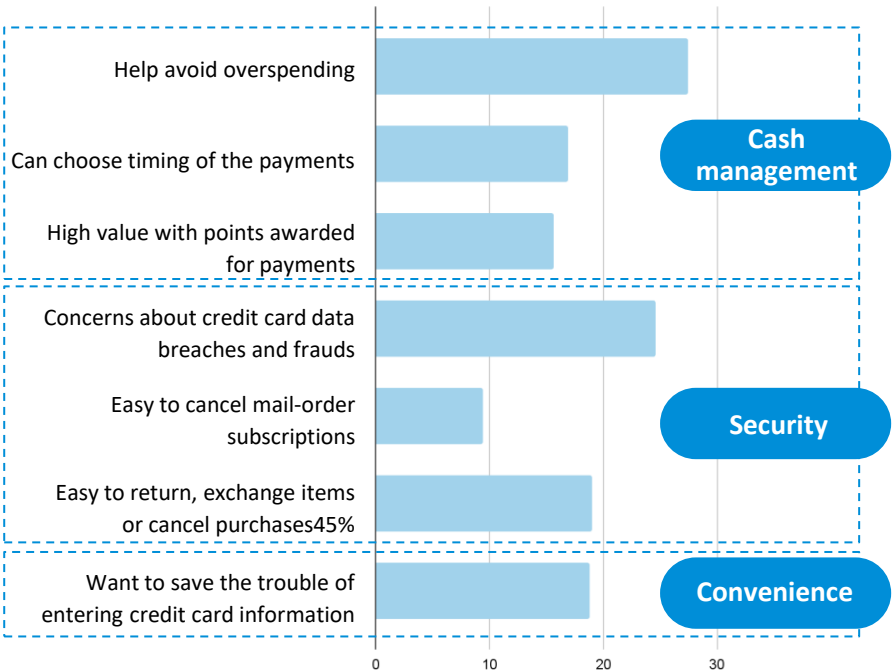 Help avoid overspending
Can choose timing of the payments
High value with points awarded
for payments
Cash
management
Concerns about credit card data
breaches and frauds
Easy to cancel mail-order
subscriptions
Easy to return, exchange items
or cancel purchases45%
Security
Want to save the trouble of
entering credit card information
Convenience
0 10 20 30